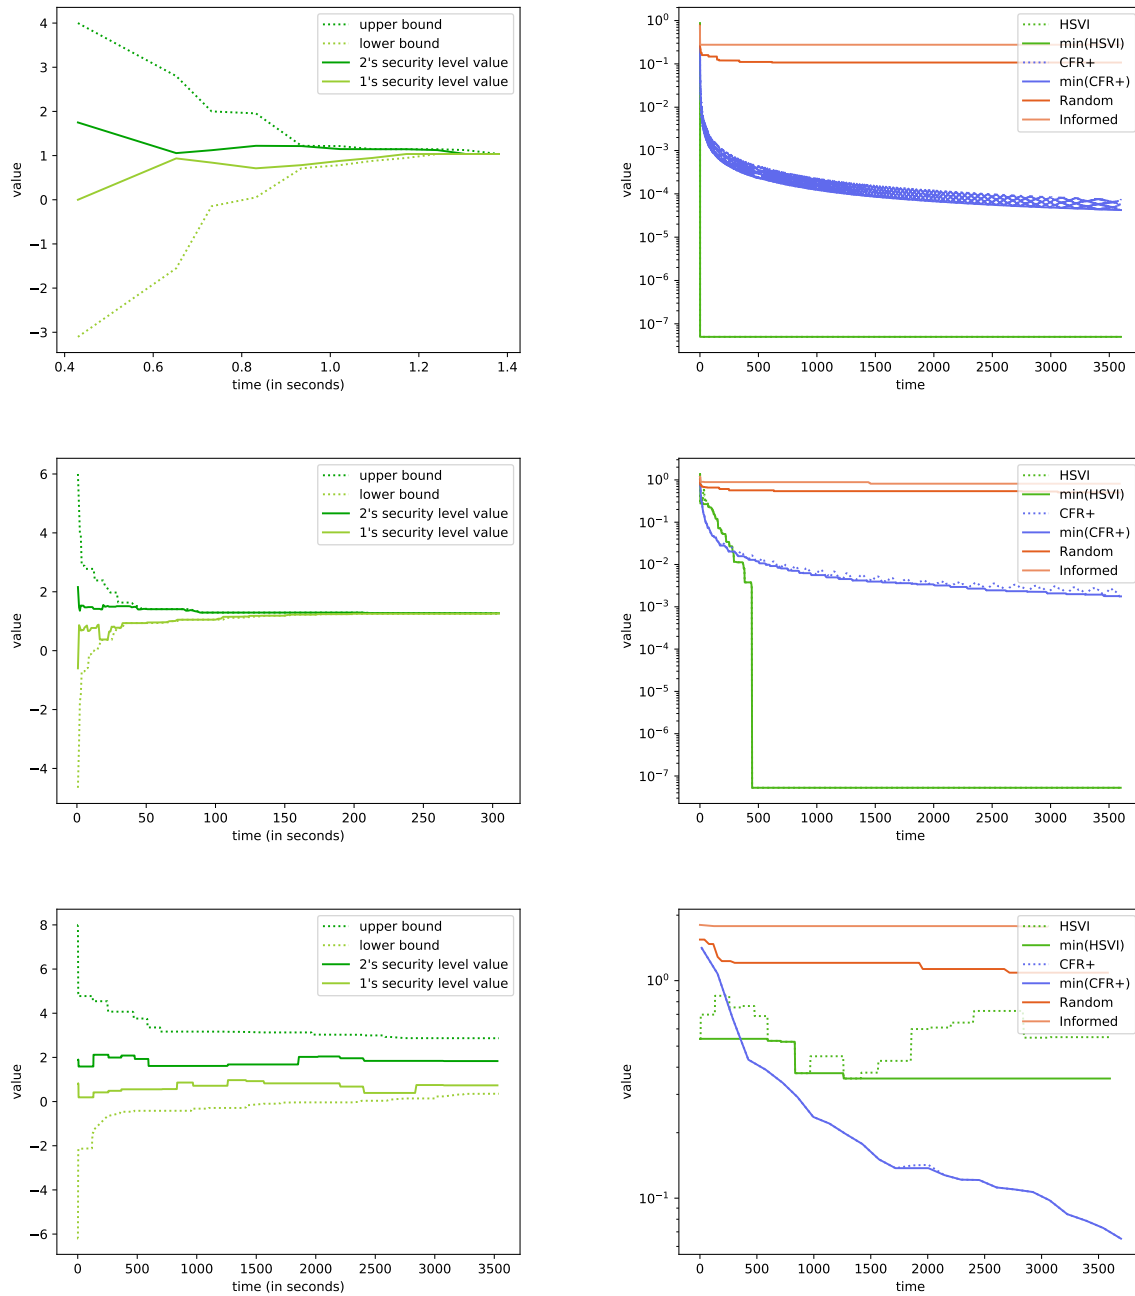 upper bound
lower bound
2's security level value
1's security level value
4
3
2
1
0
−1
−2
−3
value
0.4
0.6
0.8
1.0
1.2
1.4
time (in seconds)
HSVI
min(HSVI)
CFR+
min(CFR+)
Random
Informed
10^0
10^−1
10^−2
10^−3
10^−4
10^−5
10^−6
10^−7
value
0
500
1000
1500
2000
2500
3000
3500
time
upper bound
lower bound
2's security level value
1's security level value
6
4
2
0
−2
−4
value
0
50
100
150
200
250
300
time (in seconds)
HSVI
min(HSVI)
CFR+
min(CFR+)
Random
Informed
10^0
10^−1
10^−2
10^−3
10^−4
10^−5
10^−6
10^−7
value
0
500
1000
1500
2000
2500
3000
3500
time
upper bound
lower bound
2's security level value
1's security level value
8
6
4
2
0
−2
−4
−6
value
0
500
1000
1500
2000
2500
3000
3500
time (in seconds)
HSVI
min(HSVI)
CFR+
min(CFR+)
Random
Informed
10^0
10^−1
value
0
500
1000
1500
2000
2500
3000
3500
time